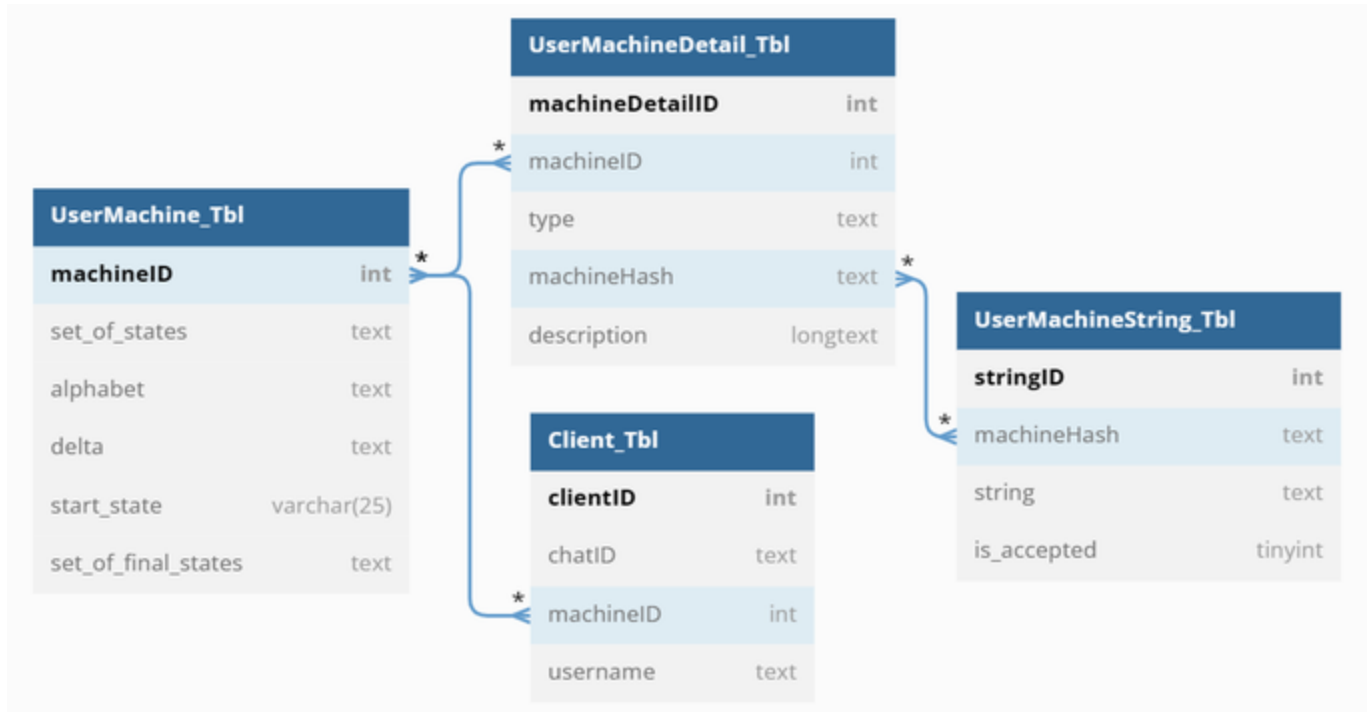 UserMachineDetail_Tbl
machineDetailID int
* machineID int
type text
machineHash text *
description longtext
UserMachine_Tbl
machineID int *
set_of_states text
alphabet text
delta text
start_state varchar(25)
set_of_final_states text
Client_Tbl
clientID int
chatID text
* machineID int
username text
UserMachineString_Tbl
stringID int
* machineHash text
string text
is_accepted tinyint